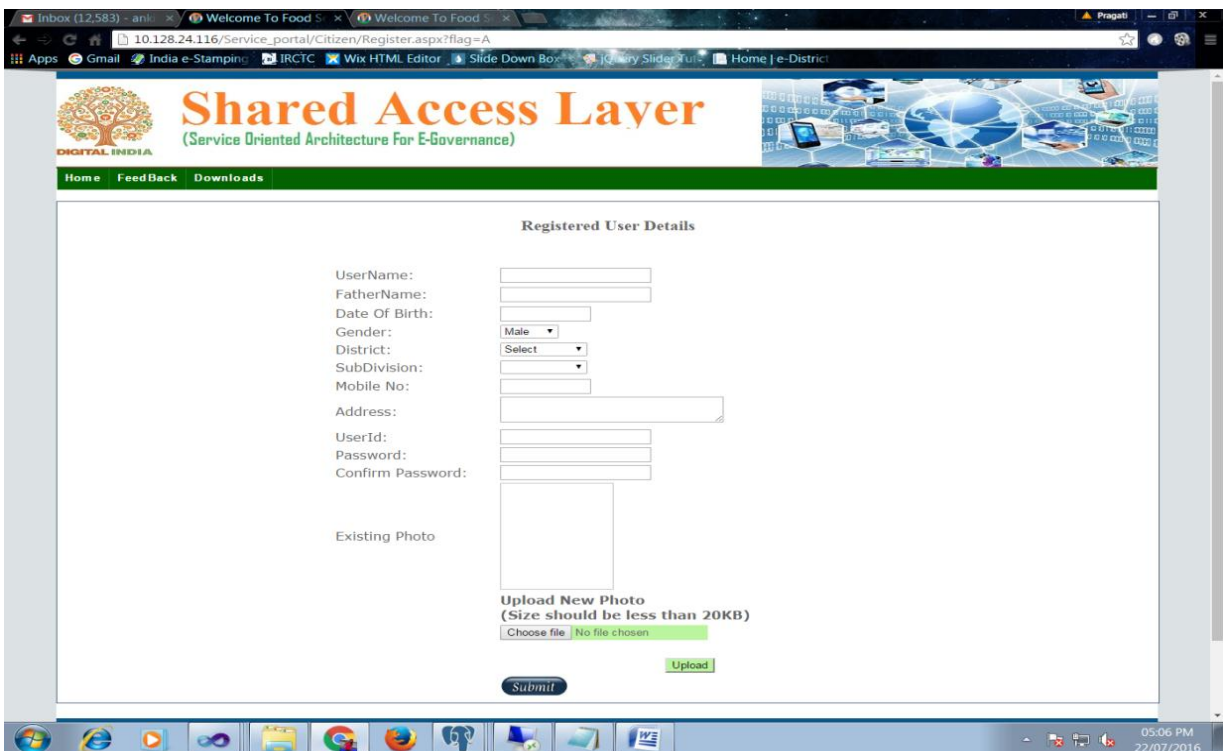 Inbox (12,583) - ank
Welcome To Food S
Welcome To Food S
Pragati
10.128.24.116/Service_portal/Citizen/Register.aspx?flag=A
Apps Gmail India e-Stamping IRCTC Wix HTML Editor Slide Down Box jQuery Slider Tut Home | e-District
DIGITAL INDIA
Shared Access Layer
(Service Oriented Architecture For E-Governance)
Home FeedBack Downloads
Registered User Details
UserName:
FatherName:
Date Of Birth:
Gender: Male
District: Select
SubDivision:
Mobile No:
Address:
UserId:
Password:
Confirm Password:
Existing Photo
Upload New Photo
(Size should be less than 20KB)
Choose file No file chosen
Upload
Submit
05:06 PM
22/07/2016